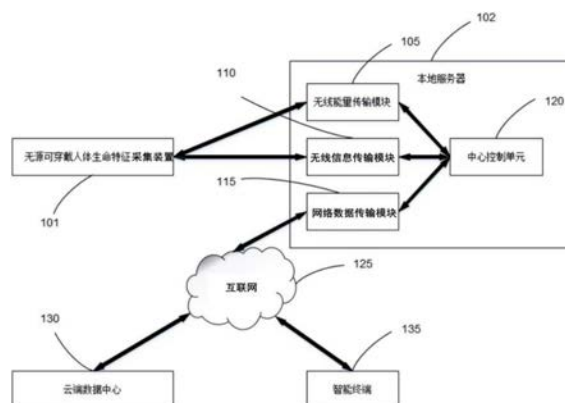 102
105
110
本地服务器
无线能量传输模块
120
无源可穿戴人体生命特征采集装置
无线信息传输模块
中心控制单元
115
101
网络数据传输模块
125
互联网
130
135
云端数据中心
智能终端